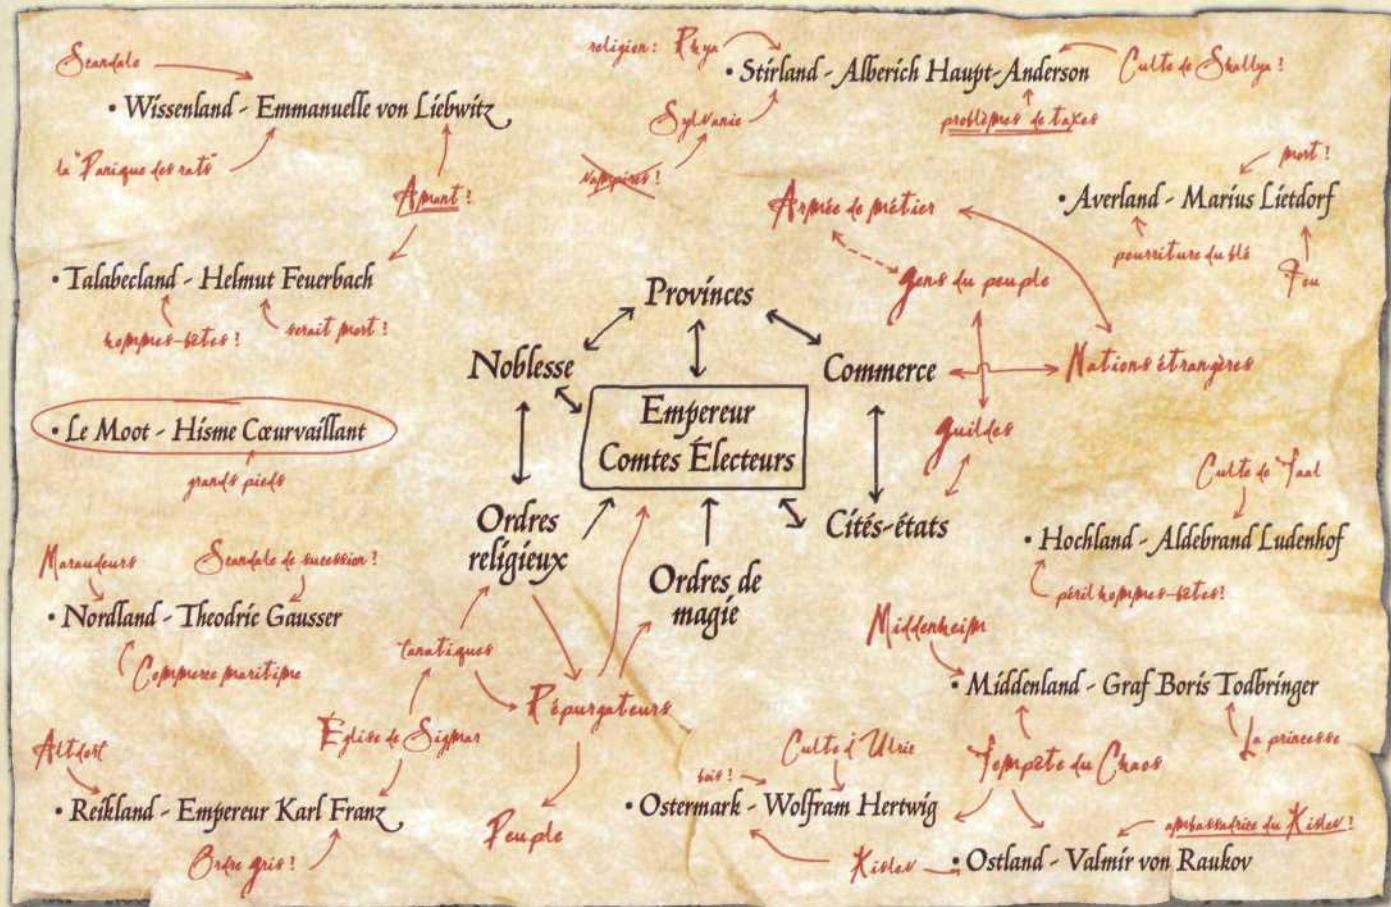 Scandale
• Wissenland - Emmanuelle von Liebwitz
la "Panique des rats"
Amant ?
• Talabecland - Helmut Feuerbach
hommes-bêtes !
serait mort !
• Le Moot - Hisme Cœurvaillant
grands pieds
Maraudeurs
Scandale de sucession ?
• Nordland - Theodric Gausser
Commerce maritime
Altdorf
• Reikland - Empereur Karl Franz
Ordre gris !
Église de Sigmar
fanatiques
Répurgateurs
Peuple
religion : Rhya
• Stirland - Alberich Haupt-Anderson
Culte de Shallya !
Sylvanie
Vampires !
problèmes de taxes
mort !
• Averland - Marius Lietdorf
pourriture du blé
Fou
Armée de métier
Gens du peuple
Nations étrangères
Guildes
Provinces
Noblesse
Commerce
Empereur
Comtes Électeurs
Ordres
religieux
Ordres de
magie
Cités-états
Culte de Taal
• Hochland - Aldebrand Ludenhof
péril hommes-bêtes !
Middenheim
• Middenland - Graf Boris Todbringer
La princesse
Tempête du Chaos
Culte d'Ulric
bois !
• Ostermark - Wolfram Hertwig
ambassadrice du Kislev !
Kislev
• Ostland - Valmir von Raukov